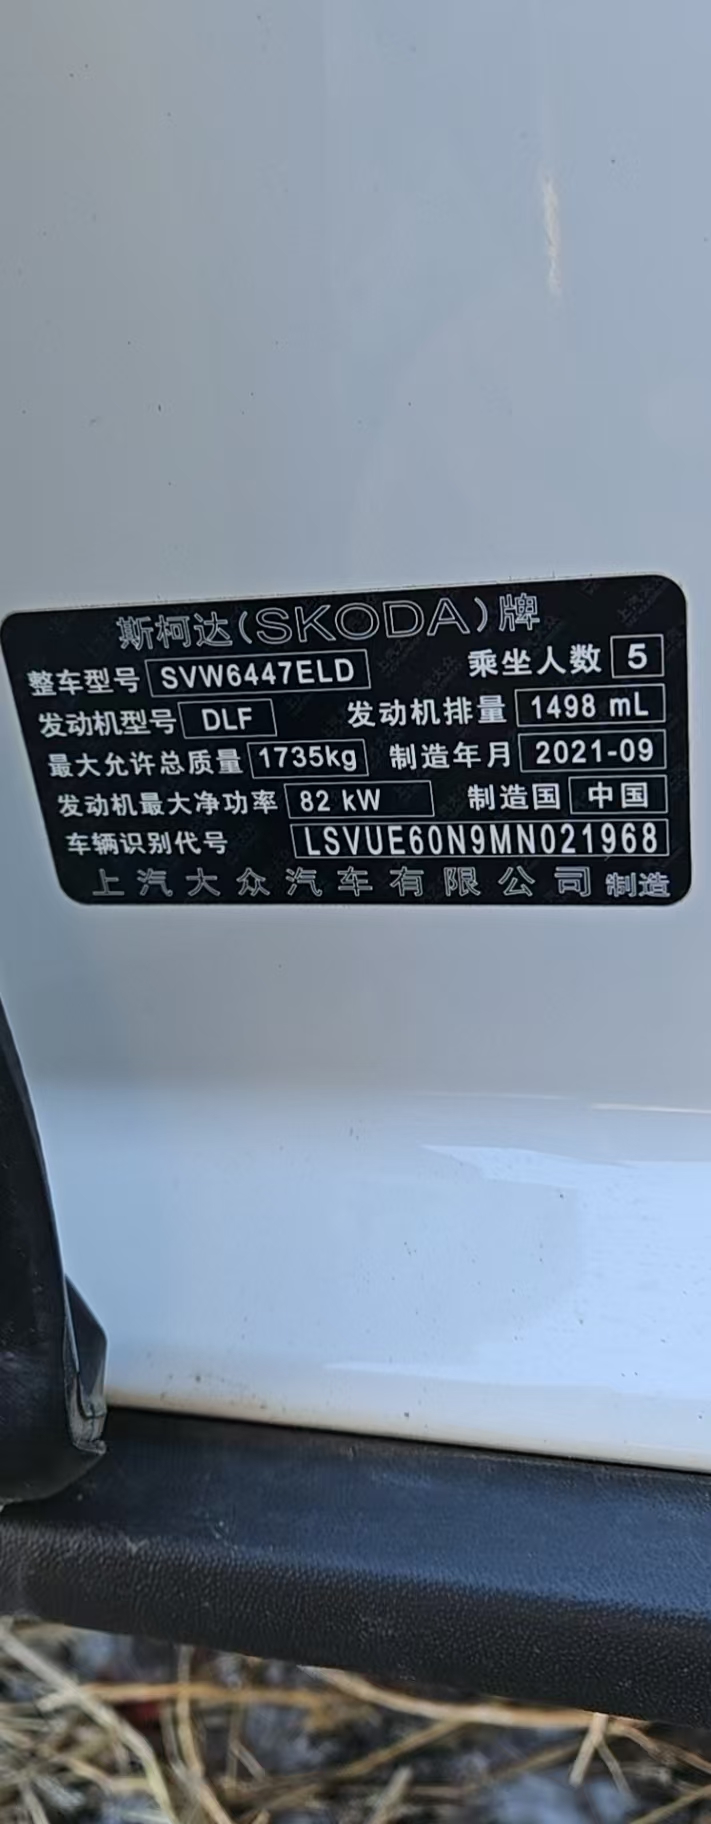 斯柯达(SKODA)牌
整车型号 SVW6447ELD 乘坐人数 5
发动机型号 DLF 发动机排量 1498 mL
最大允许总质量 1735kg 制造年月 2021-09
发动机最大净功率 82 kW 制造国 中国
车辆识别代号 LSVUE60N9MN021968
上汽大众汽车有限公司 制造